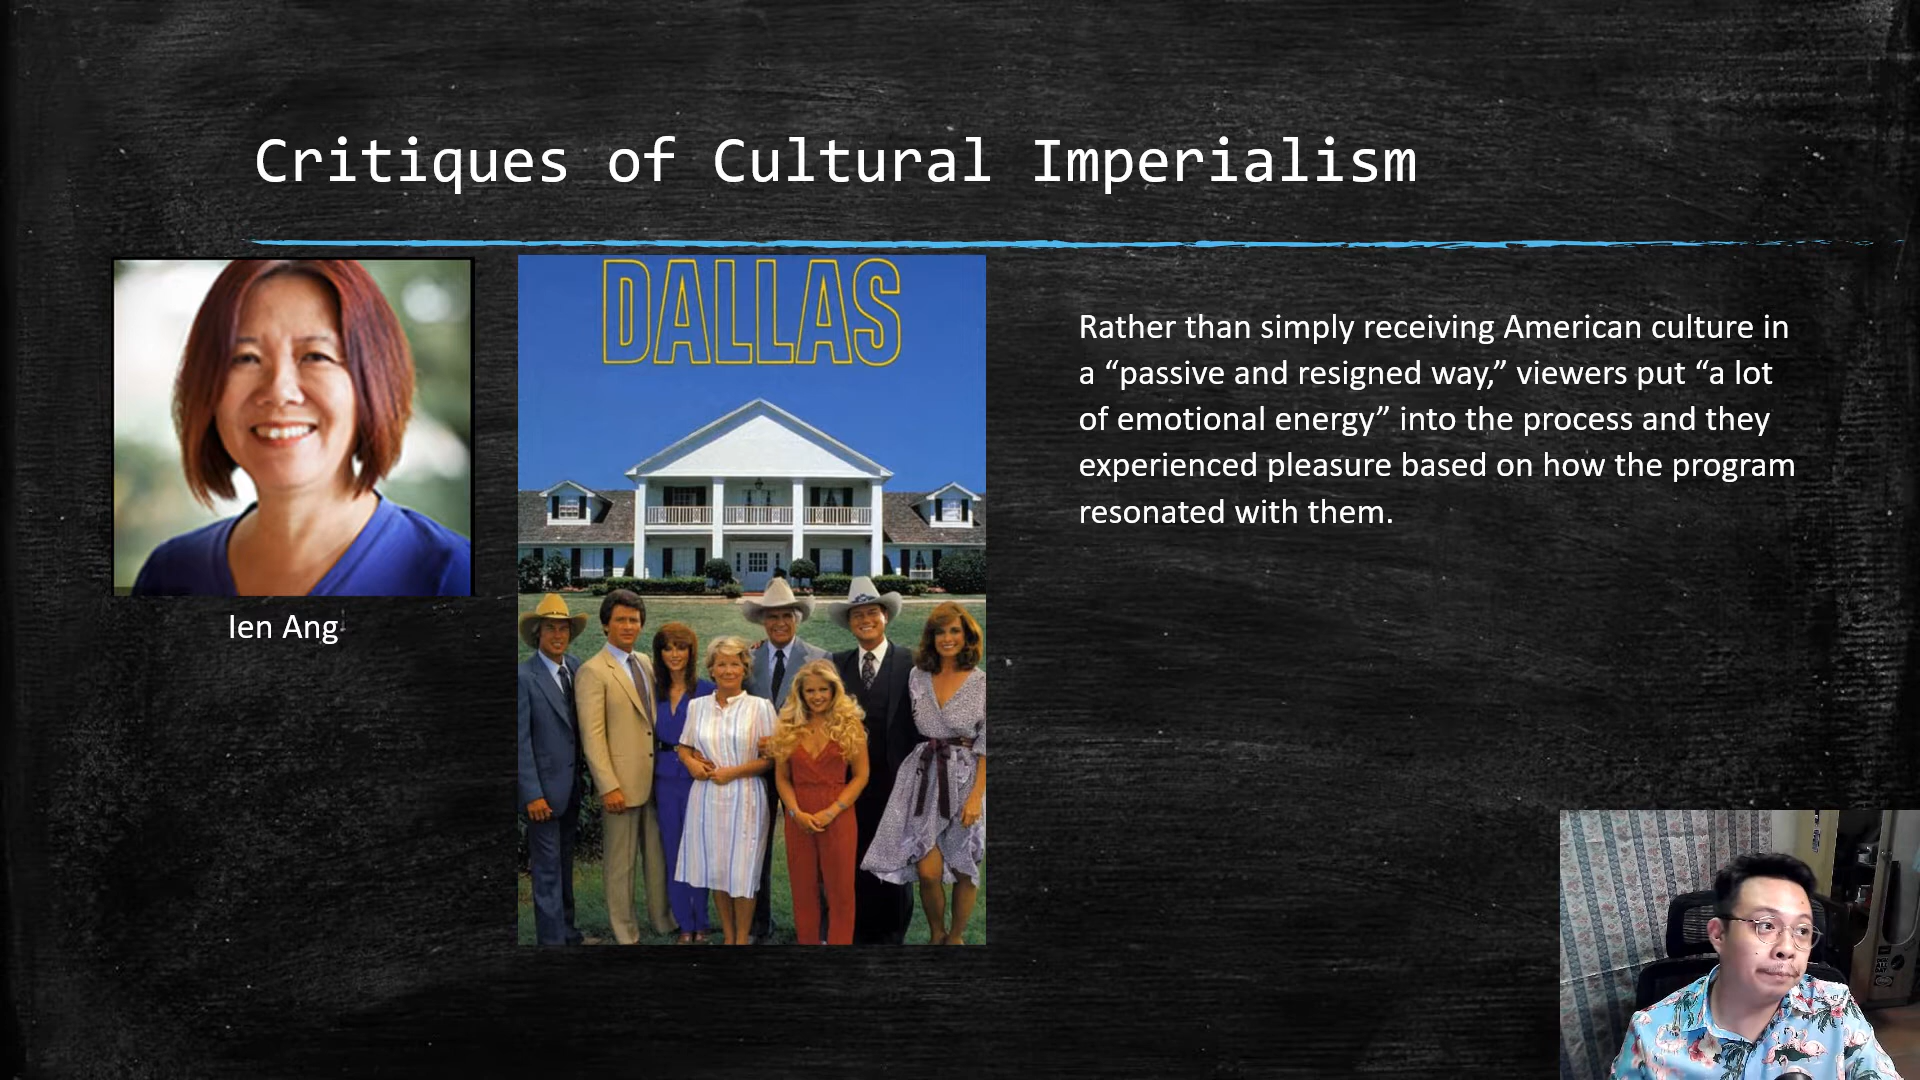 Critiques of Cultural Imperialism
DALLAS
Rather than simply receiving American culture in
a “passive and resigned way,” viewers put “a lot
of emotional energy” into the process and they
experienced pleasure based on how the program
resonated with them.
Ien Ang